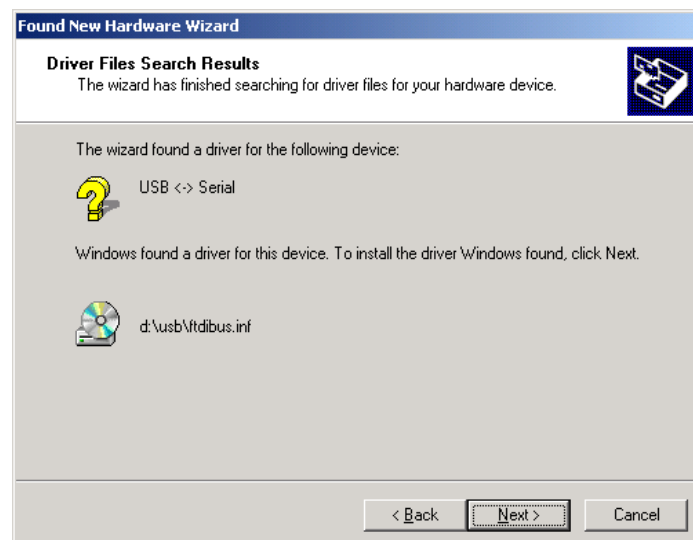 Found New Hardware Wizard
Driver Files Search Results
The wizard has finished searching for driver files for your hardware device.
The wizard found a driver for the following device:
USB <-> Serial
Windows found a driver for this device. To install the driver Windows found, click Next.
d:\usb\ftdibus.inf
< Back
Next >
Cancel